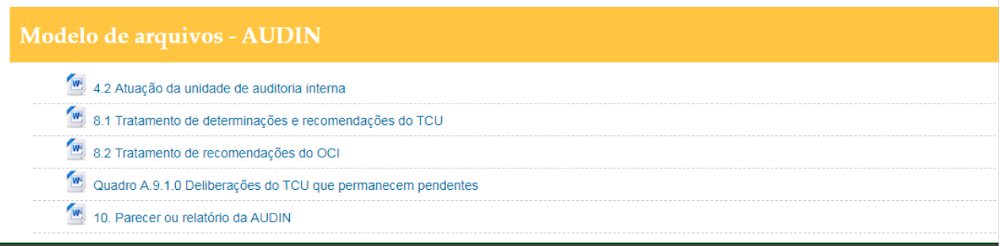 Modelo de arquivos - AUDIN
4.2 Atuação da unidade de auditoria interna
8.1 Tratamento de determinações e recomendações do TCU
8.2 Tratamento de recomendações do OCI
Quadro A.9.1.0 Deliberações do TCU que permanecem pendentes
10. Parecer ou relatório da AUDIN